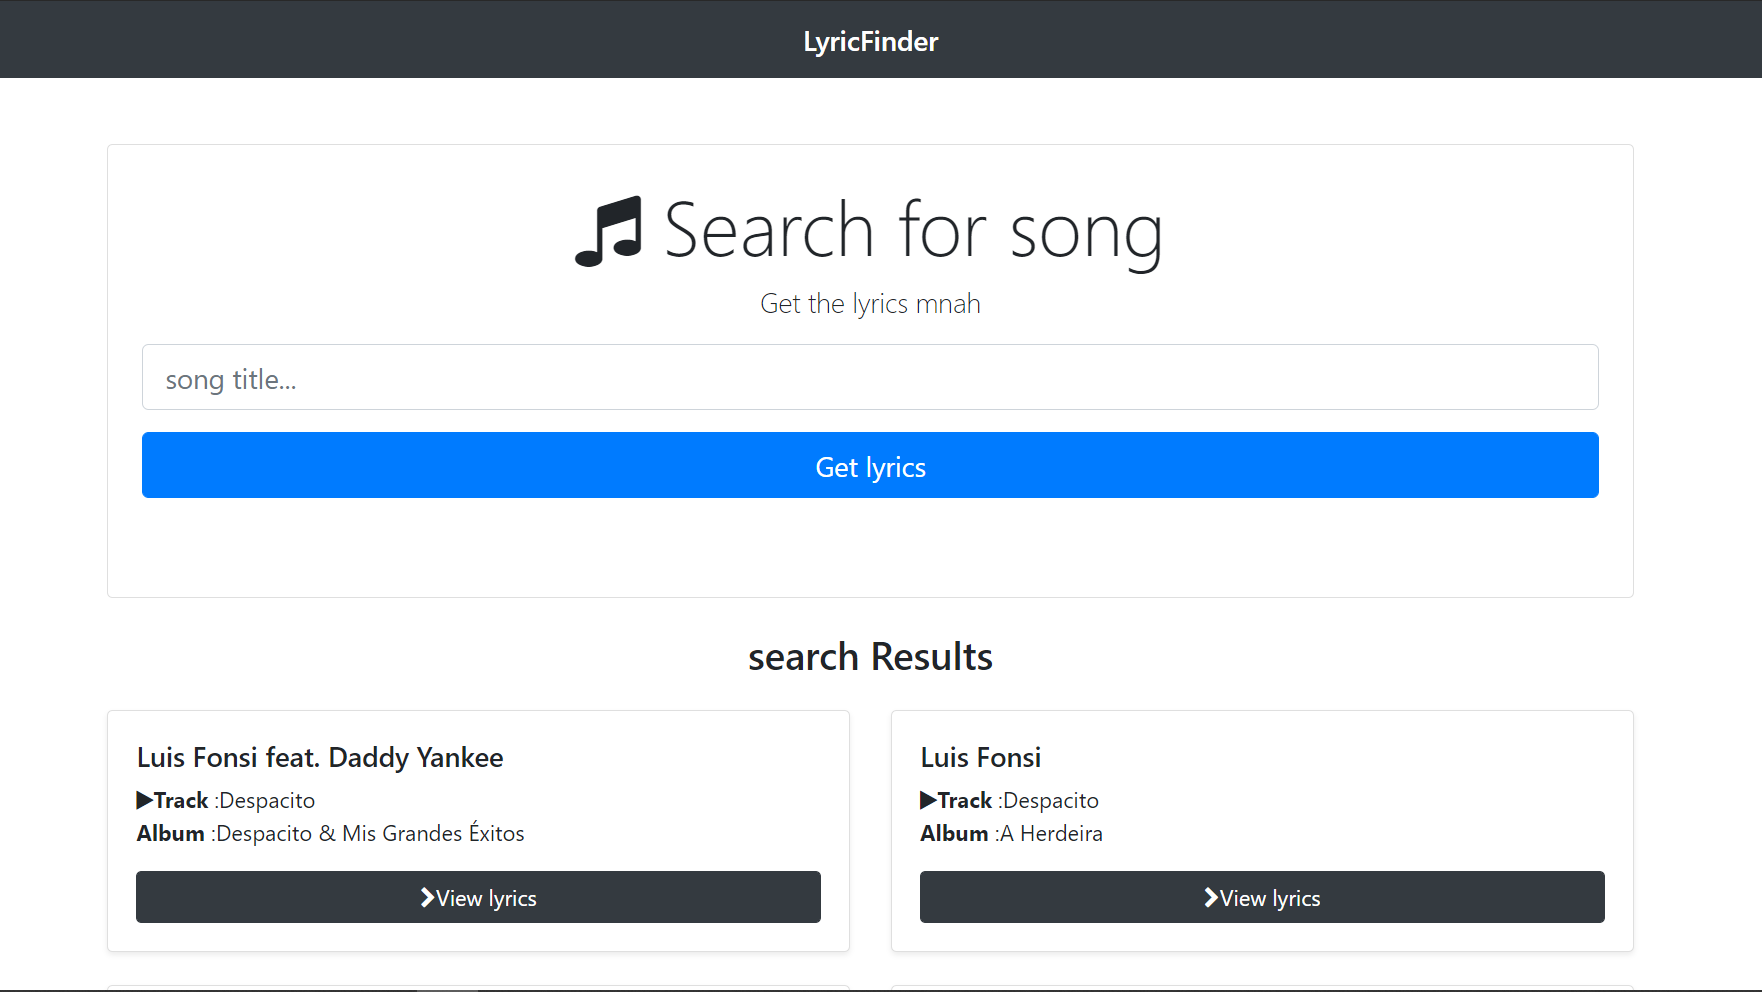 LyricFinder
Search for song
Get the lyrics mnah
song title...
Get lyrics
search Results
Luis Fonsi feat. Daddy Yankee
Track :Despacito
Album :Despacito & Mis Grandes Éxitos
View lyrics
Luis Fonsi
Track :Despacito
Album :A Herdeira
View lyrics